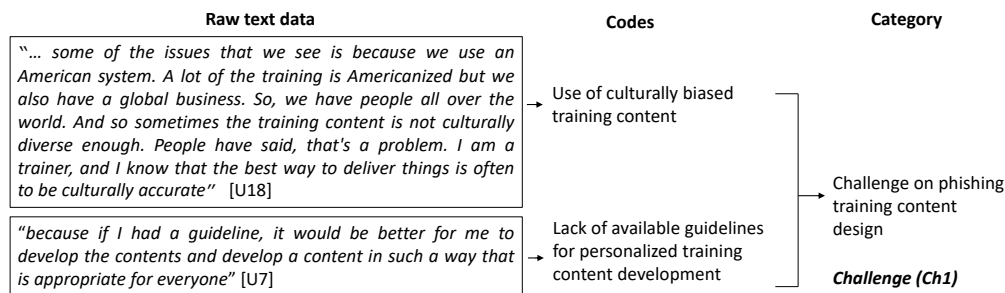 Raw text data
Codes
Category
“… some of the issues that we see is because we use an
American system. A lot of the training is Americanized but we
also have a global business. So, we have people all over the
world. And so sometimes the training content is not culturally
diverse enough. People have said, that's a problem. I am a
trainer, and I know that the best way to deliver things is often
to be culturally accurate” [U18]
Use of culturally biased
training content
“because if I had a guideline, it would be better for me to
develop the contents and develop a content in such a way that
is appropriate for everyone” [U7]
Lack of available guidelines
for personalized training
content development
Challenge on phishing
training content
design
Challenge (Ch1)